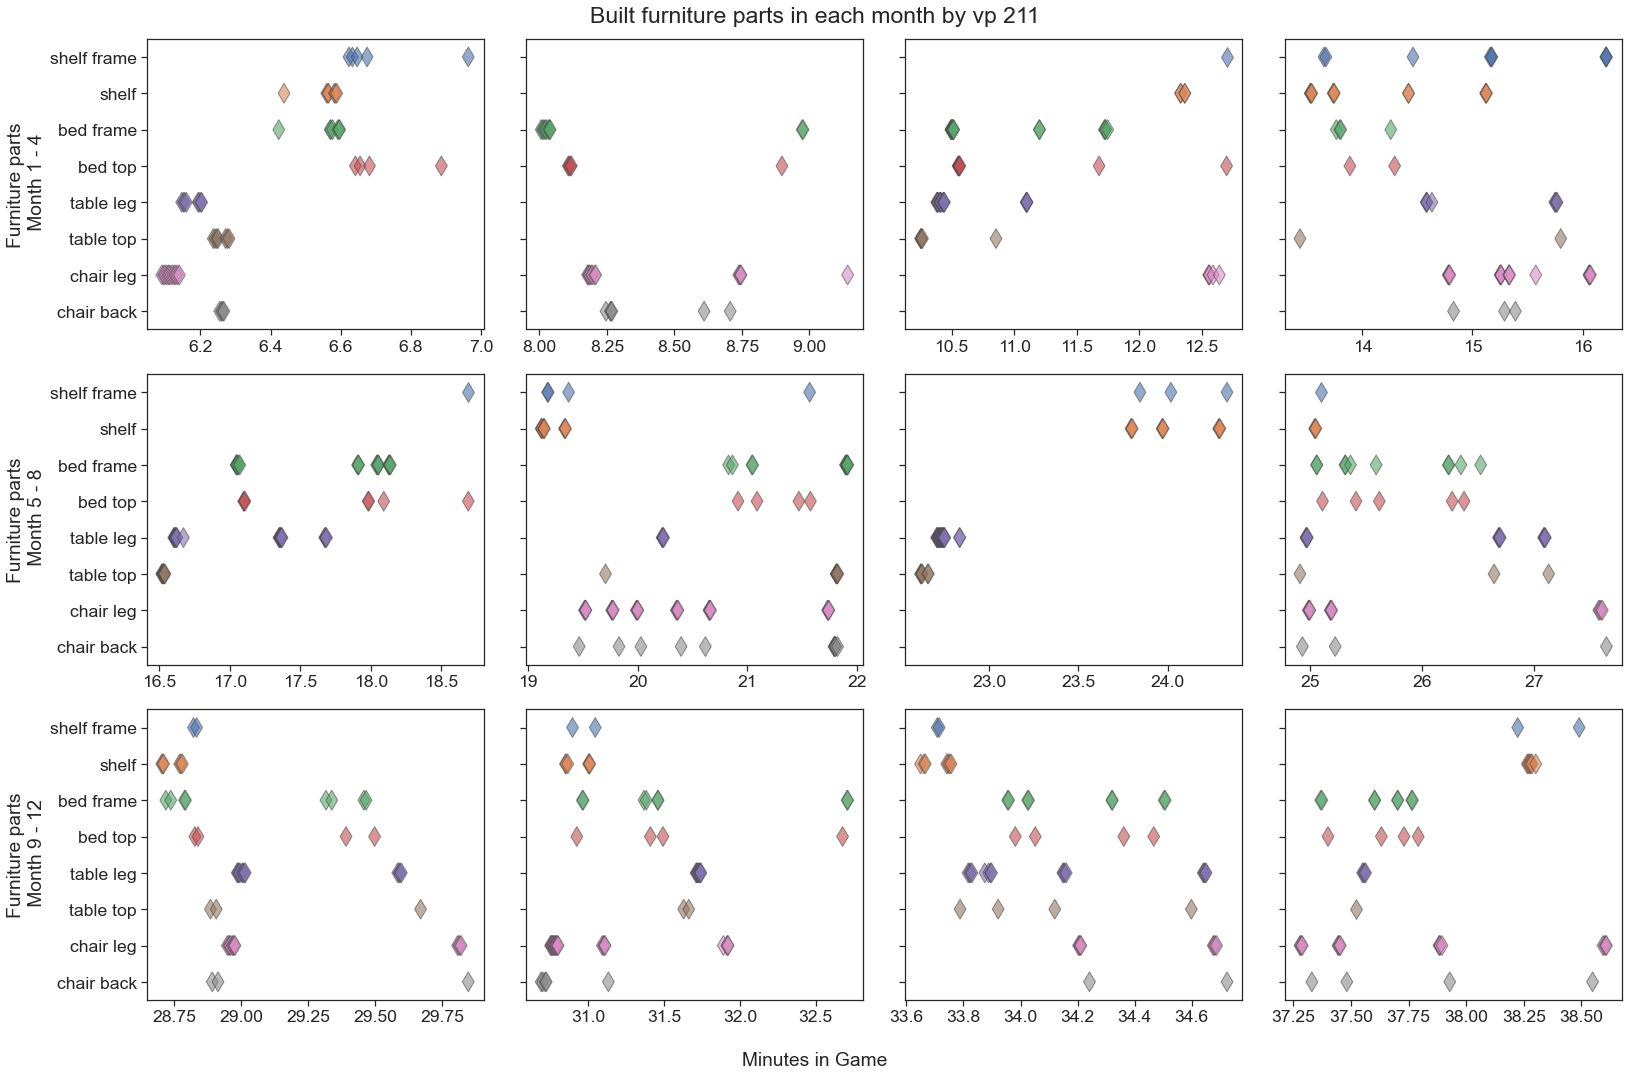 Built furniture parts in each month by vp 211
Furniture parts
Month 1 - 4
shelf frame
shelf
bed frame
bed top
table leg
table top
chair leg
chair back
6.2 6.4 6.6 6.8 7.0
8.00 8.25 8.50 8.75 9.00
10.5 11.0 11.5 12.0 12.5
14 15 16
Furniture parts
Month 5 - 8
shelf frame
shelf
bed frame
bed top
table leg
table top
chair leg
chair back
16.5 17.0 17.5 18.0 18.5
19 20 21 22
23.0 23.5 24.0
25 26 27
Furniture parts
Month 9 - 12
shelf frame
shelf
bed frame
bed top
table leg
table top
chair leg
chair back
28.75 29.00 29.25 29.50 29.75
31.0 31.5 32.0 32.5
33.6 33.8 34.0 34.2 34.4 34.6
37.25 37.50 37.75 38.00 38.25 38.50
Minutes in Game